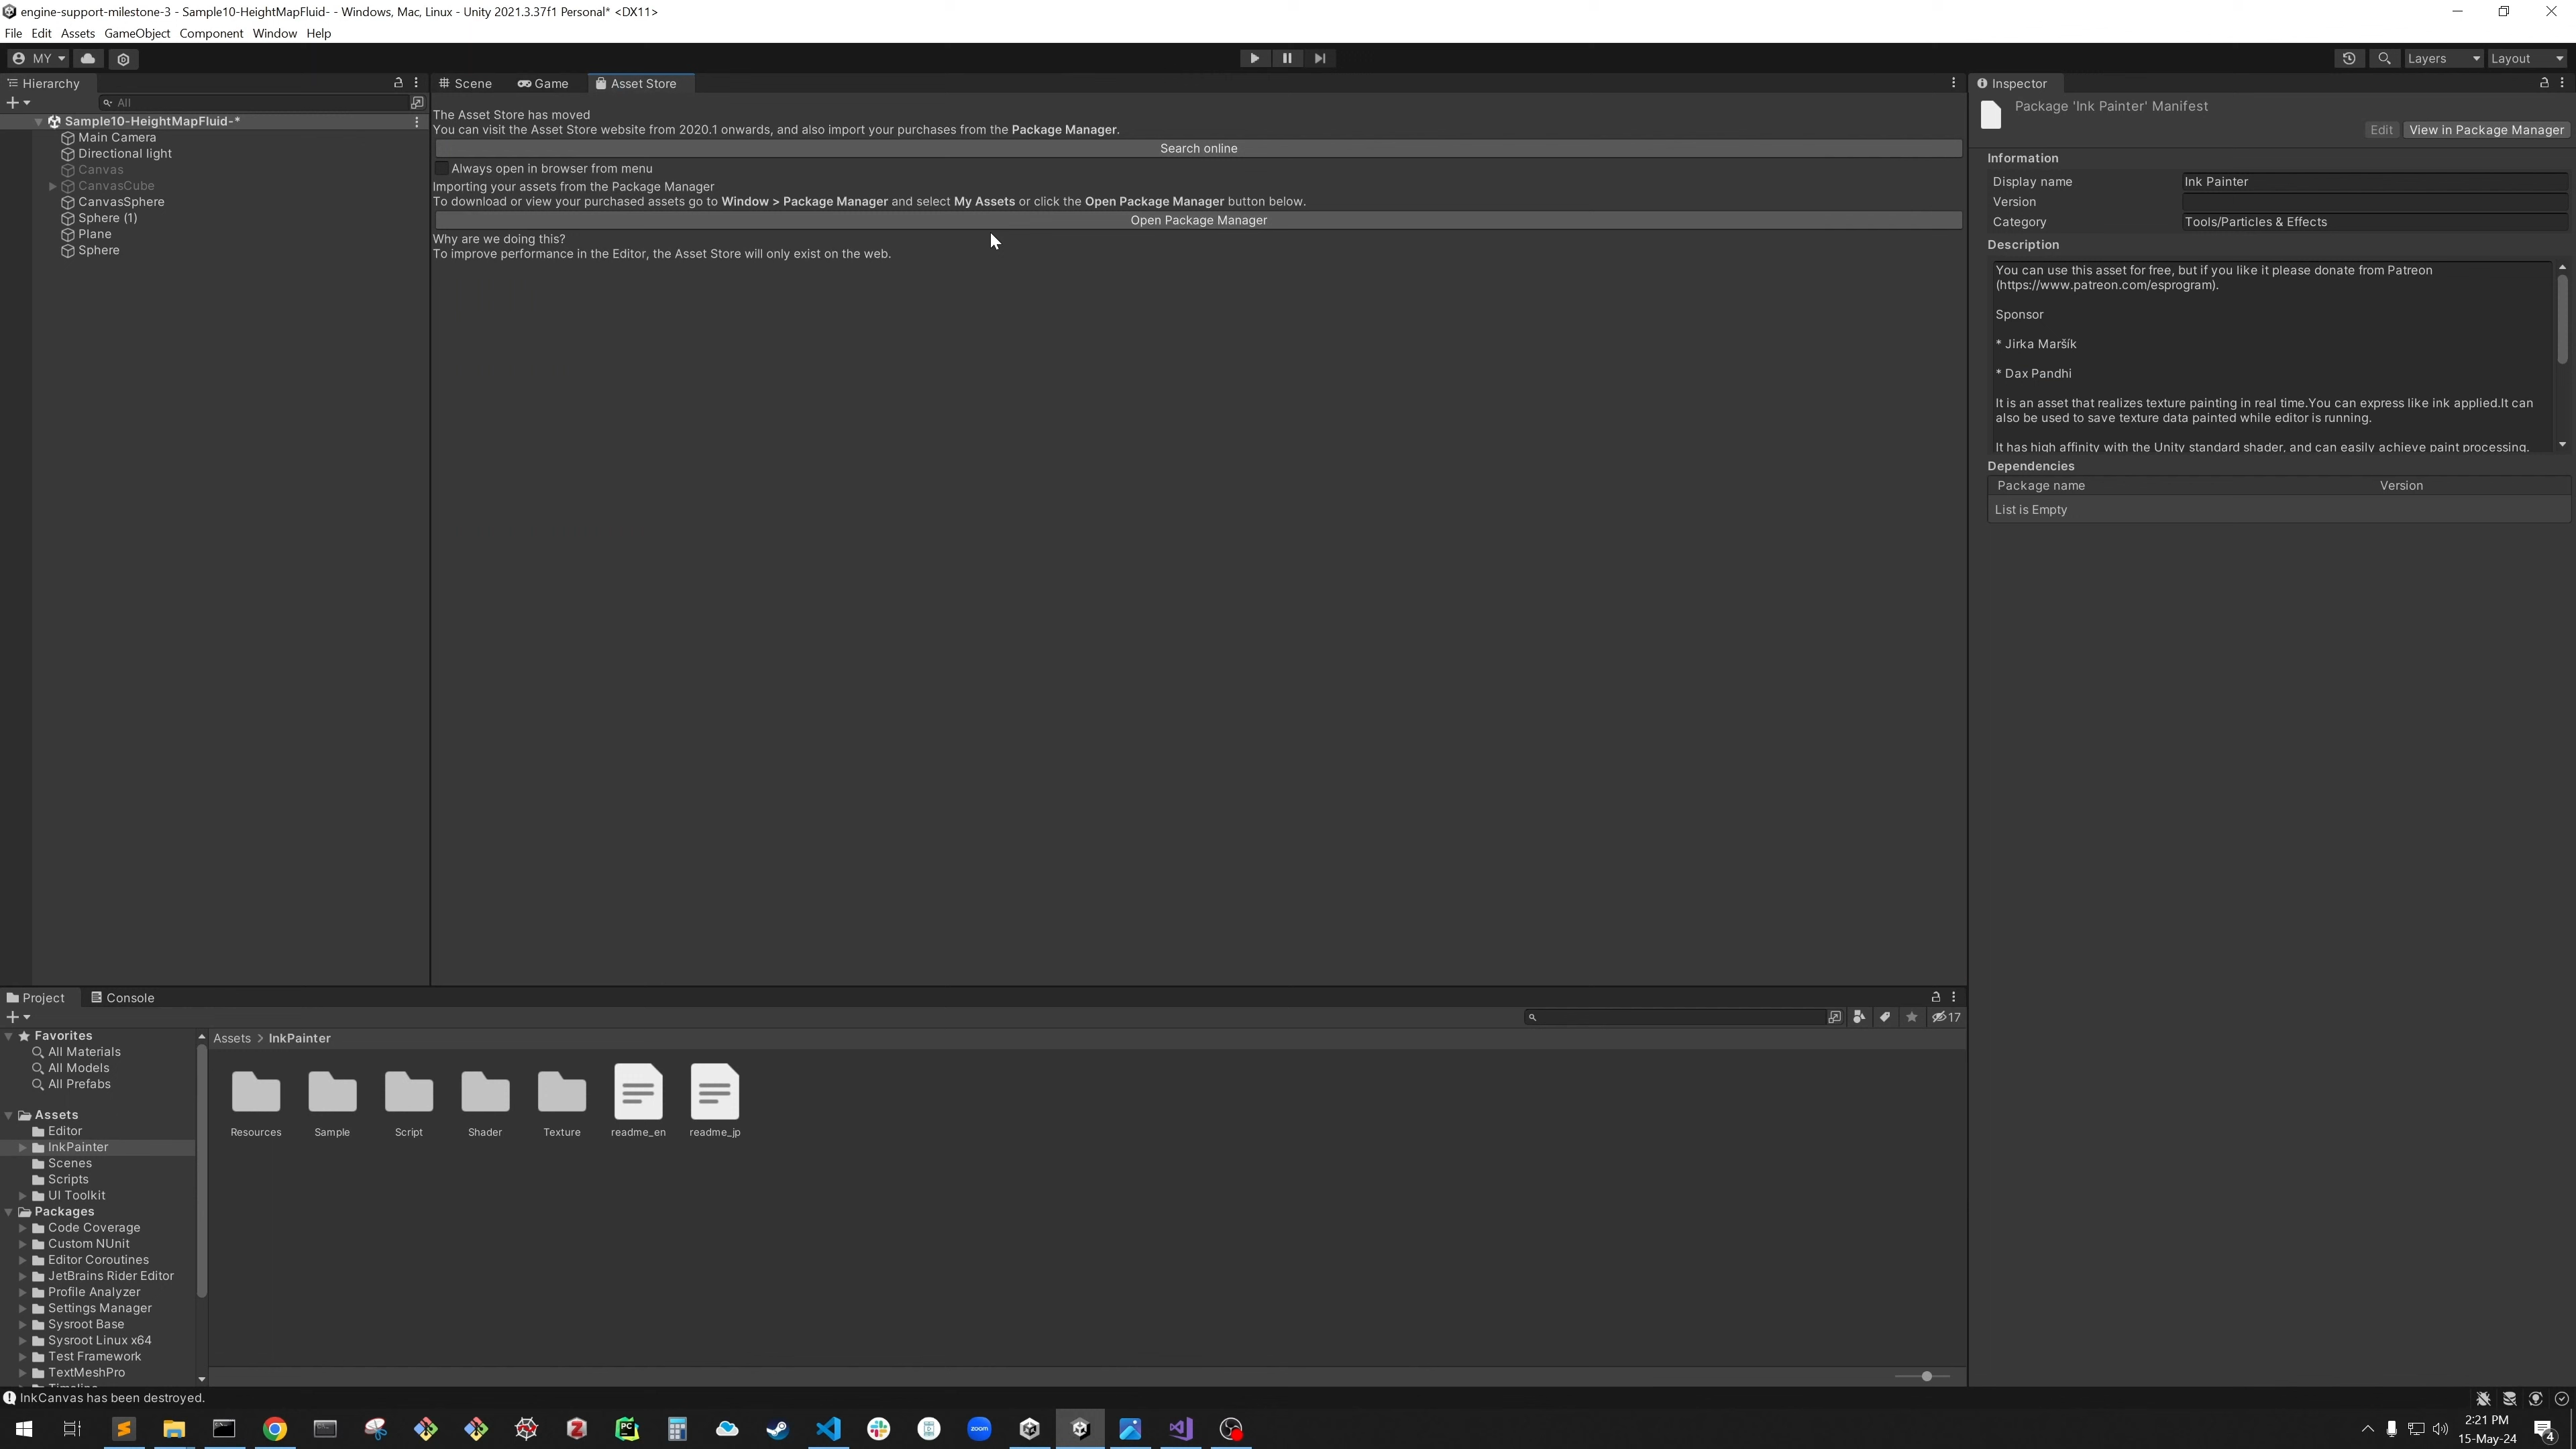 engine-support-milestone-3 - Sample10-HeightMapFluid- - Windows, Mac, Linux - Unity 2021.3.37f1 Personal* <DX11>
File Edit Assets GameObject Component Window Help
MY
Layers
Layout
Hierarchy
All
Sample10-HeightMapFluid-*
Main Camera
Directional light
Canvas
CanvasCube
CanvasSphere
Sphere (1)
Plane
Sphere
Scene Game Asset Store
The Asset Store has moved
You can visit the Asset Store website from 2020.1 onwards, and also import your purchases from the Package Manager.
Search online
Always open in browser from menu
Importing your assets from the Package Manager
To download or view your purchased assets go to Window > Package Manager and select My Assets or click the Open Package Manager button below.
Open Package Manager
Why are we doing this?
To improve performance in the Editor, the Asset Store will only exist on the web.
Inspector
Package 'Ink Painter' Manifest
Edit View in Package Manager
Information
Display name Ink Painter
Version
Category Tools/Particles & Effects
Description
You can use this asset for free, but if you like it please donate from Patreon
(https://www.patreon.com/esprogram).
Sponsor
* Jirka Maršík
* Dax Pandhi
It is an asset that realizes texture painting in real time.You can express like ink applied.It can
also be used to save texture data painted while editor is running.
It has high affinity with the Unity standard shader, and can easily achieve paint processing.
Dependencies
Package name Version
List is Empty
Project Console
17
Favorites
All Materials
All Models
All Prefabs
Assets
Editor
InkPainter
Scenes
Scripts
UI Toolkit
Packages
Code Coverage
Custom NUnit
Editor Coroutines
JetBrains Rider Editor
Profile Analyzer
Settings Manager
Sysroot Base
Sysroot Linux x64
Test Framework
TextMeshPro
Timeline
Assets > InkPainter
Resources Sample Script Shader Texture readme_en readme_jp
InkCanvas has been destroyed.
PC
zoom
2:21 PM
15-May-24
4